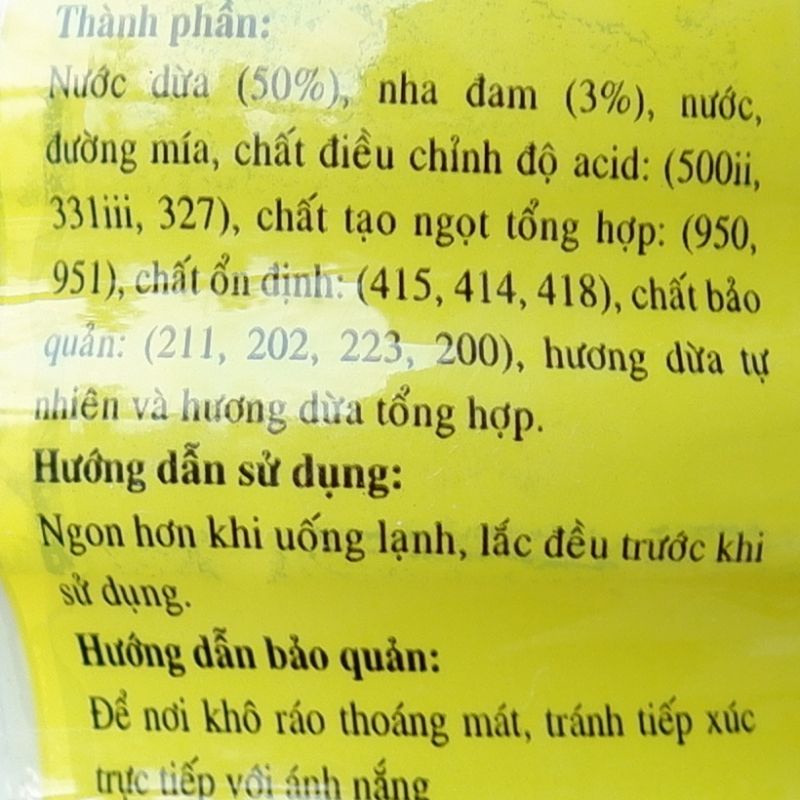 Thành phần:
Nước dừa (50%), nha đam (3%), nước,
đường mía, chất điều chỉnh độ acid: (500ii,
331iii, 327), chất tạo ngọt tổng hợp: (950,
951), chất ổn định: (415, 414, 418), chất bảo
quản: (211, 202, 223, 200), hương dừa tự
nhiên và hương dừa tổng hợp.
Hướng dẫn sử dụng:
Ngon hơn khi uống lạnh, lắc đều trước khi
sử dụng.
Hướng dẫn bảo quản:
Để nơi khô ráo thoáng mát, tránh tiếp xúc
trực tiếp với ánh nắng